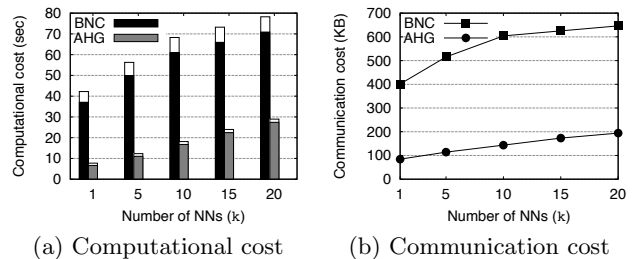 Computational cost (sec)
80
70
60
50
40
30
20
10
0
BNC
AHG
1 5 10 15 20
Number of NNs (k)
(a) Computational cost
Communication cost (KB)
700
600
500
400
300
200
100
0
BNC
AHG
1 5 10 15 20
Number of NNs (k)
(b) Communication cost